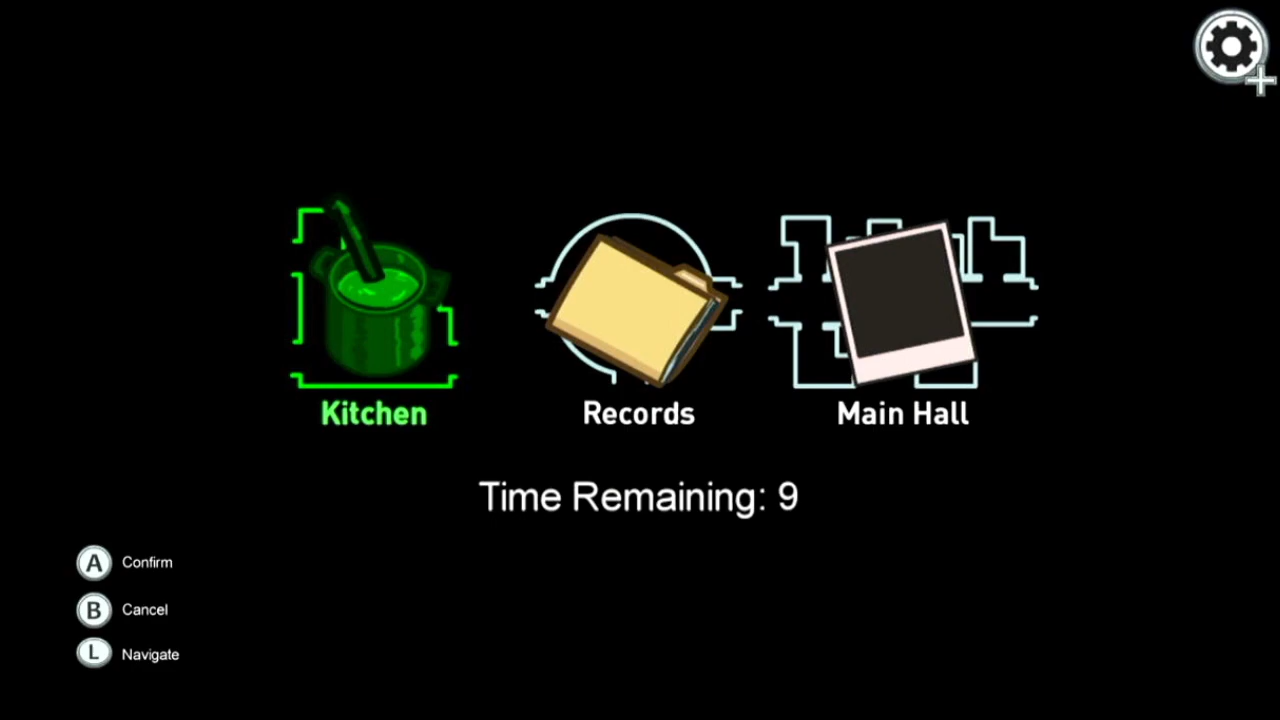 Kitchen
Records
Main Hall
Time Remaining: 9
A Confirm
B Cancel
L Navigate